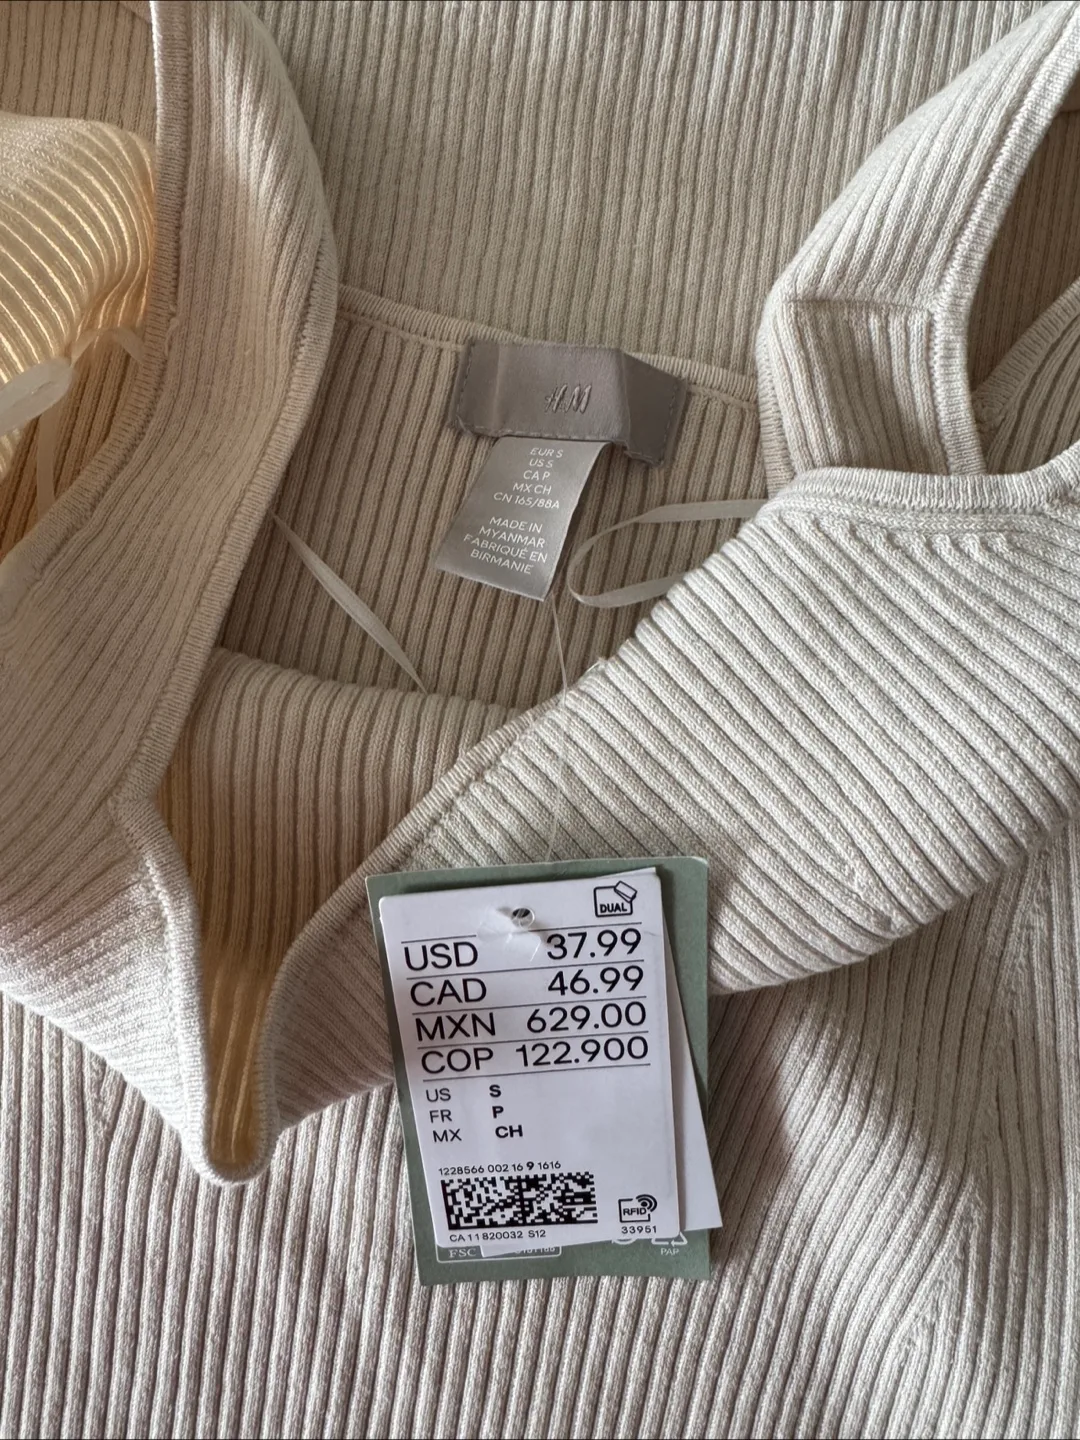 H&M
EUR S
US S
CA P
MX CH
CN 165/88A
MADE IN
MYANMAR
FABRIQUÉ EN
BIRMANIE
DUAL
USD 37.99
CAD 46.99
MXN 629.00
COP 122.900
US S
FR P
MX CH
1228566 002 16 9 1616
RFID
33951
CA11820032 S12
FSC
PAP